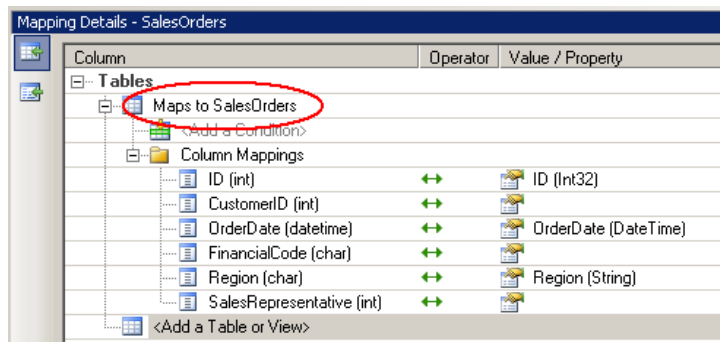 Mapping Details - SalesOrders
Column Operator Value / Property
Tables
Maps to SalesOrders
<Add a Condition>
Column Mappings
ID (int) ID (Int32)
CustomerID (int)
OrderDate (datetime) OrderDate (DateTime)
FinancialCode (char)
Region (char) Region (String)
SalesRepresentative (int)
<Add a Table or View>